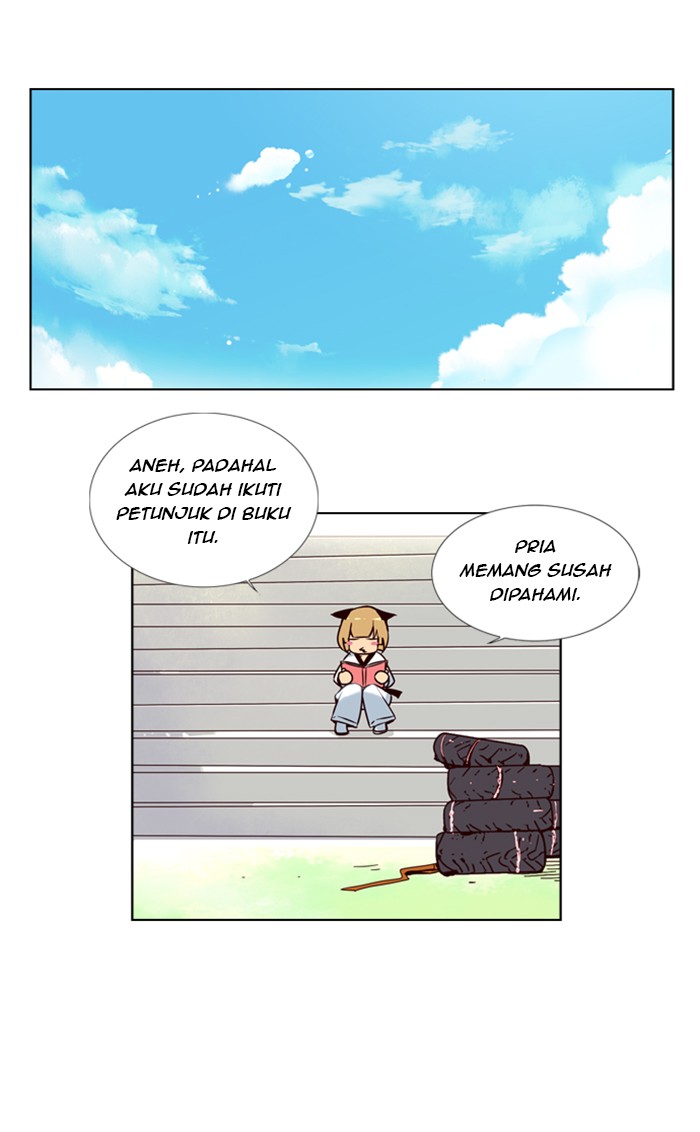 ANEH, PADAHAL
AKU SUDAH IKUTI
PETUNJUK DI BUKU
ITU.
PRIA
MEMANG SUSAH
DIPAHAMI.